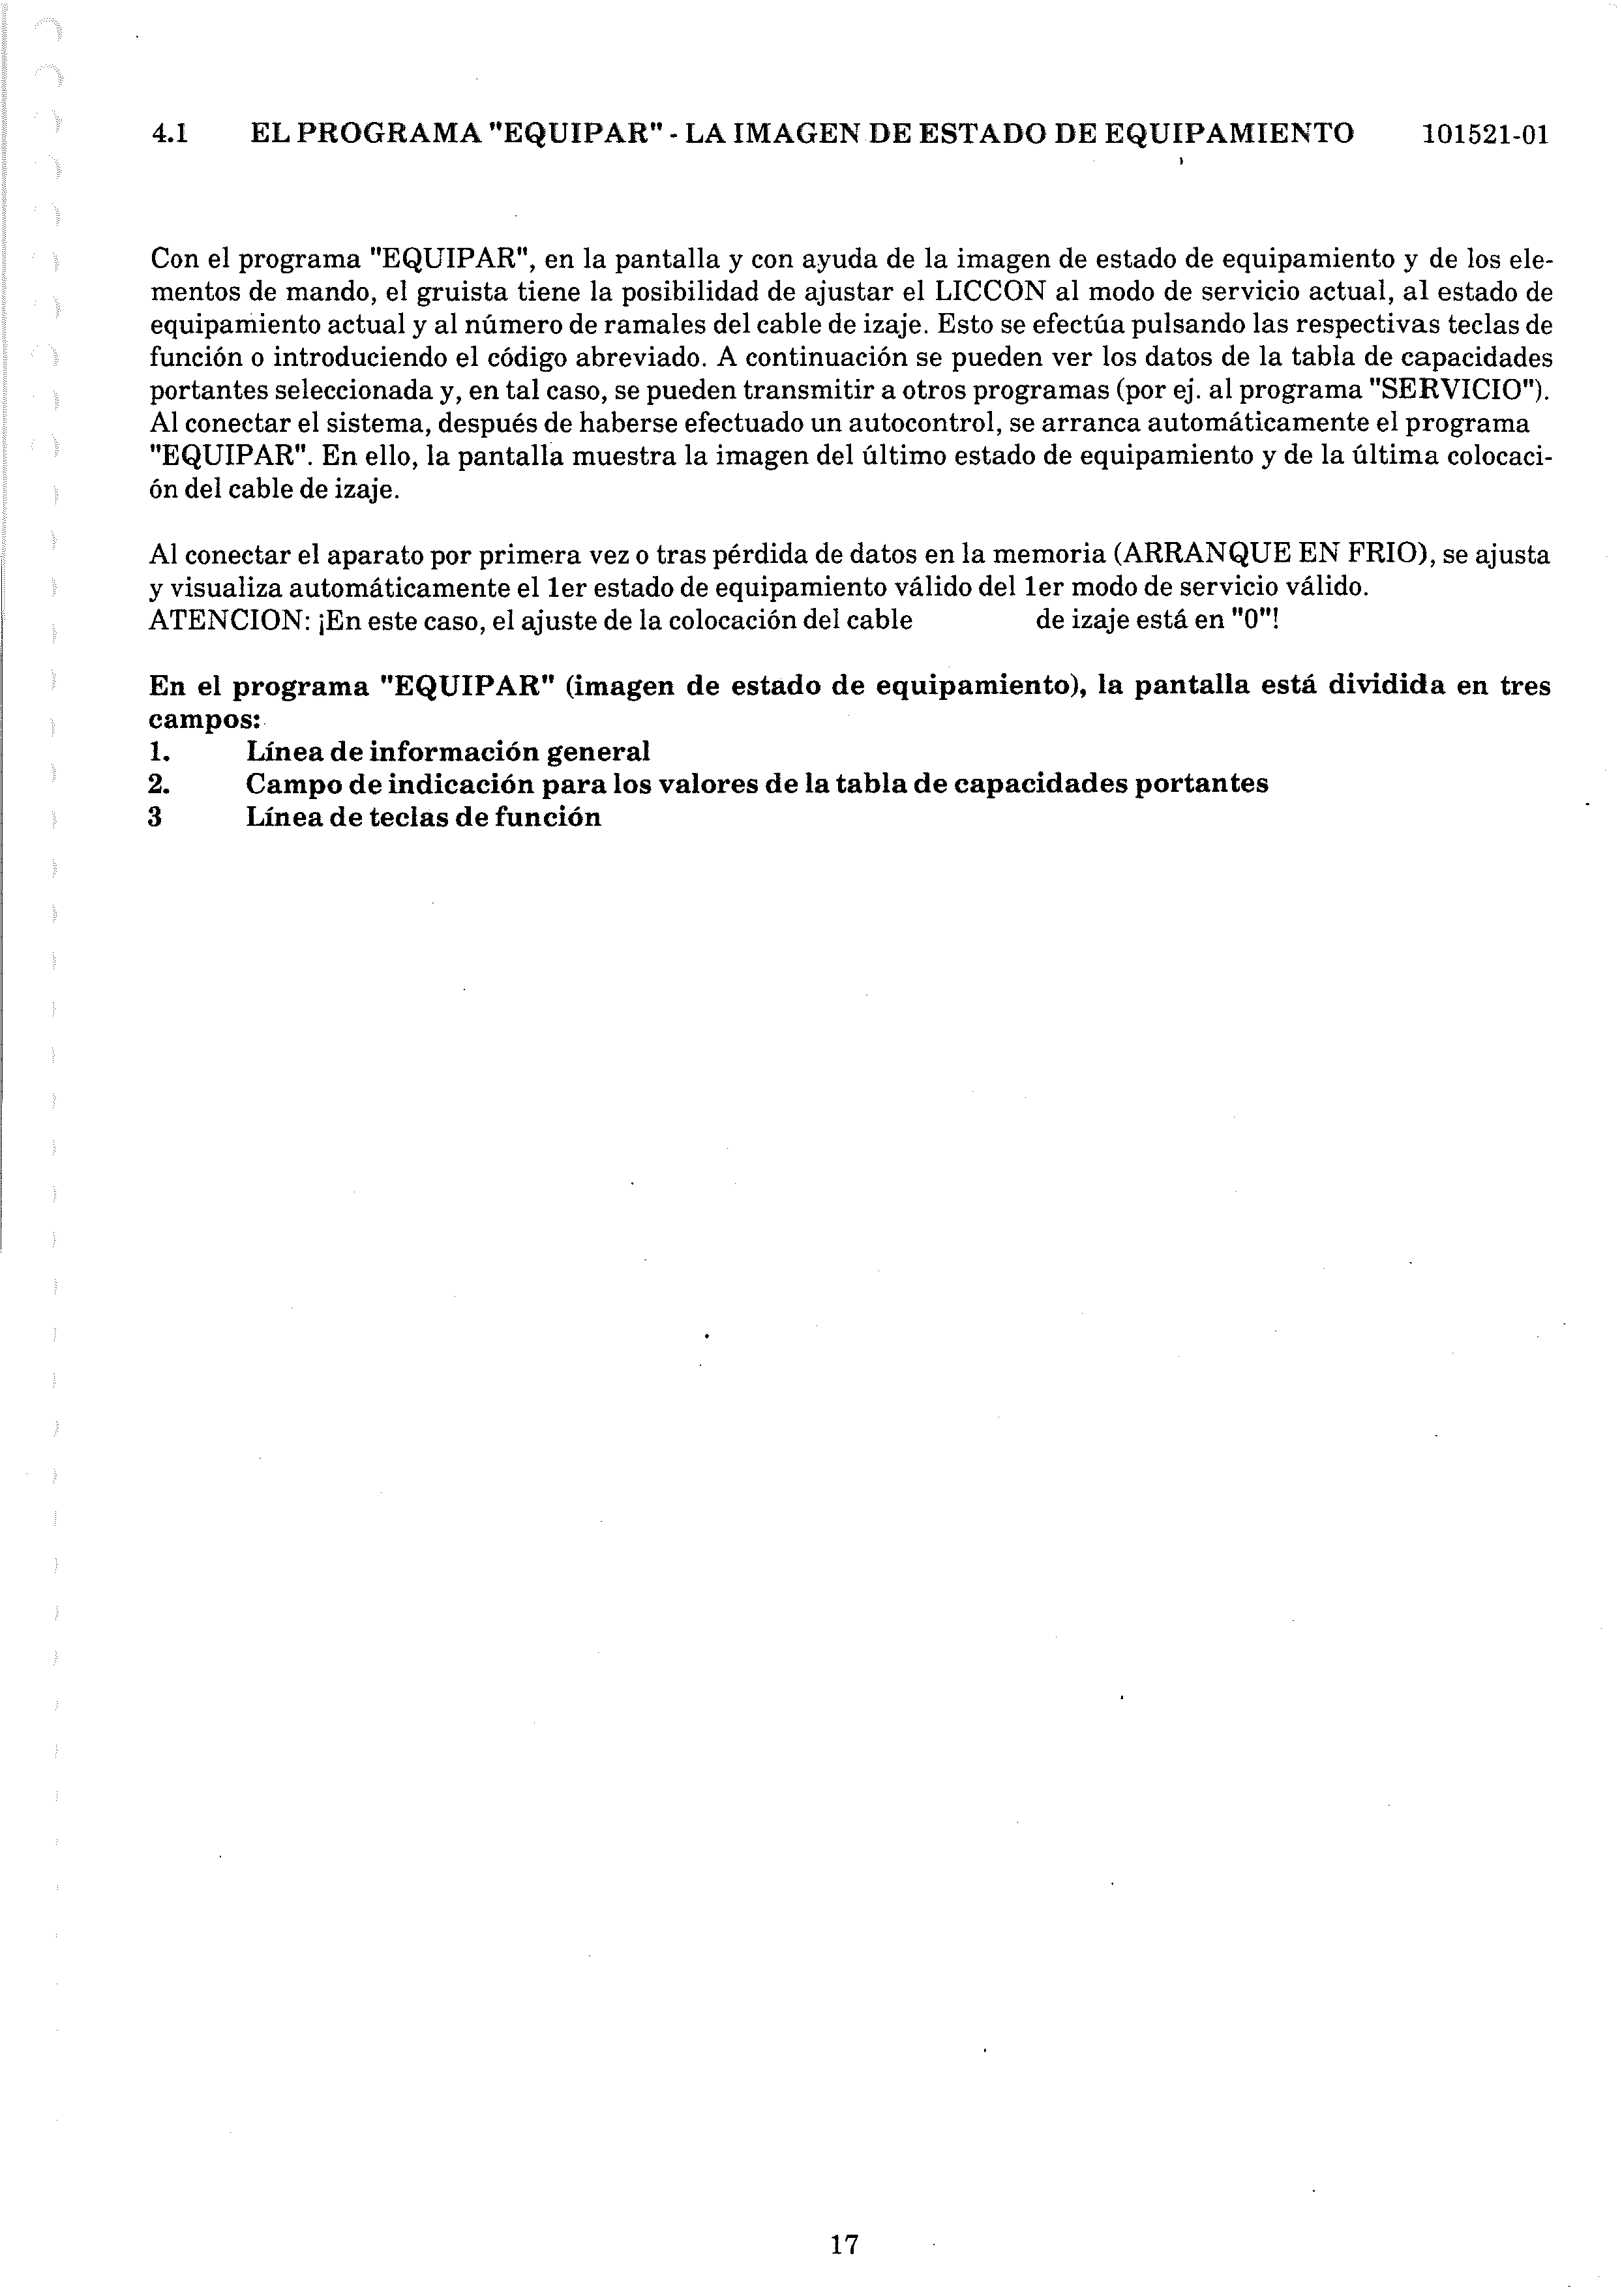 4.1 EL PROGRAMA "EQUIPAR" - LA IMAGEN DE ESTADO DE EQUIPAMIENTO 101521-01
Con el programa "EQUIPAR", en la pantalla y con ayuda de la imagen de estado de equipamiento y de los ele-
mentos de mando, el gruista tiene la posibilidad de ajustar el LICCON al modo de servicio actual, al estado de
equipamiento actual y al número de ramales del cable de izaje. Esto se efectúa pulsando las respectivas teclas de
función o introduciendo el código abreviado. A continuación se pueden ver los datos de la tabla de capacidades
portantes seleccionada y, en tal caso, se pueden transmitir a otros programas (por ej. al programa "SERVICIO").
Al conectar el sistema, después de haberse efectuado un autocontrol, se arranca automáticamente el programa
"EQUIPAR". En ello, la pantalla muestra la imagen del último estado de equipamiento y de la última colocaci-
ón del cable de izaje.
Al conectar el aparato por primera vez o tras pérdida de datos en la memoria (ARRANQUE EN FRIO), se ajusta
y visualiza automáticamente el 1er estado de equipamiento válido del 1er modo de servicio válido.
ATENCION: ¡En este caso, el ajuste de la colocación del cable de izaje está en "0"!
En el programa "EQUIPAR" (imagen de estado de equipamiento), la pantalla está dividida en tres
campos:
1. Línea de información general
2. Campo de indicación para los valores de la tabla de capacidades portantes
3 Línea de teclas de función
17